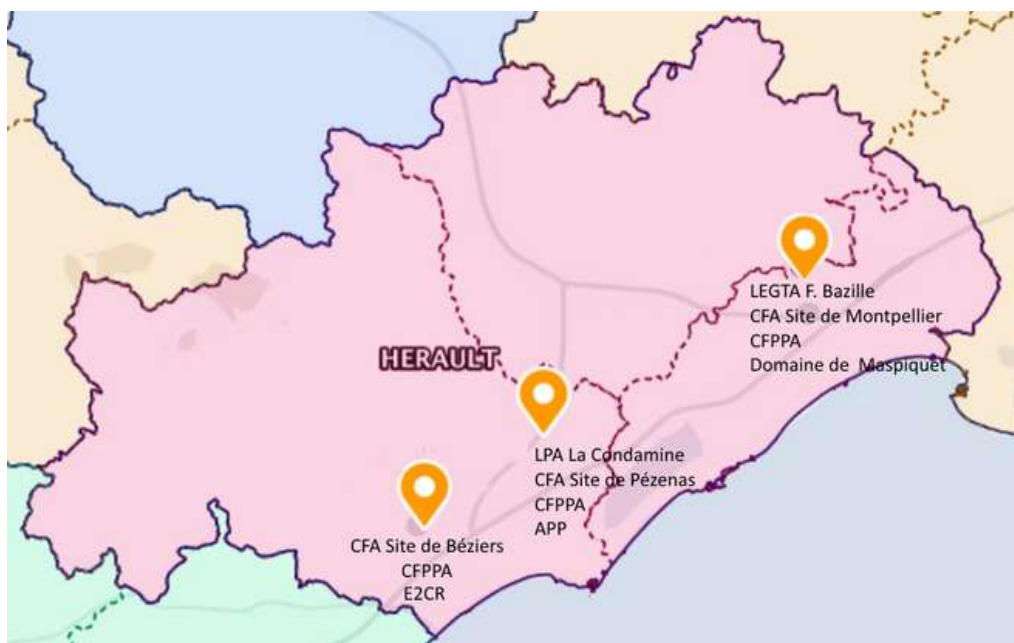 LEGTA F. Bazille
CFA Site de Montpellier
CFPPA
Domaine de Maspiquet
HERAULT
LPA La Condamine
CFA Site de Pézenas
CFPPA
APP
CFA Site de Béziers
CFPPA
E2CR